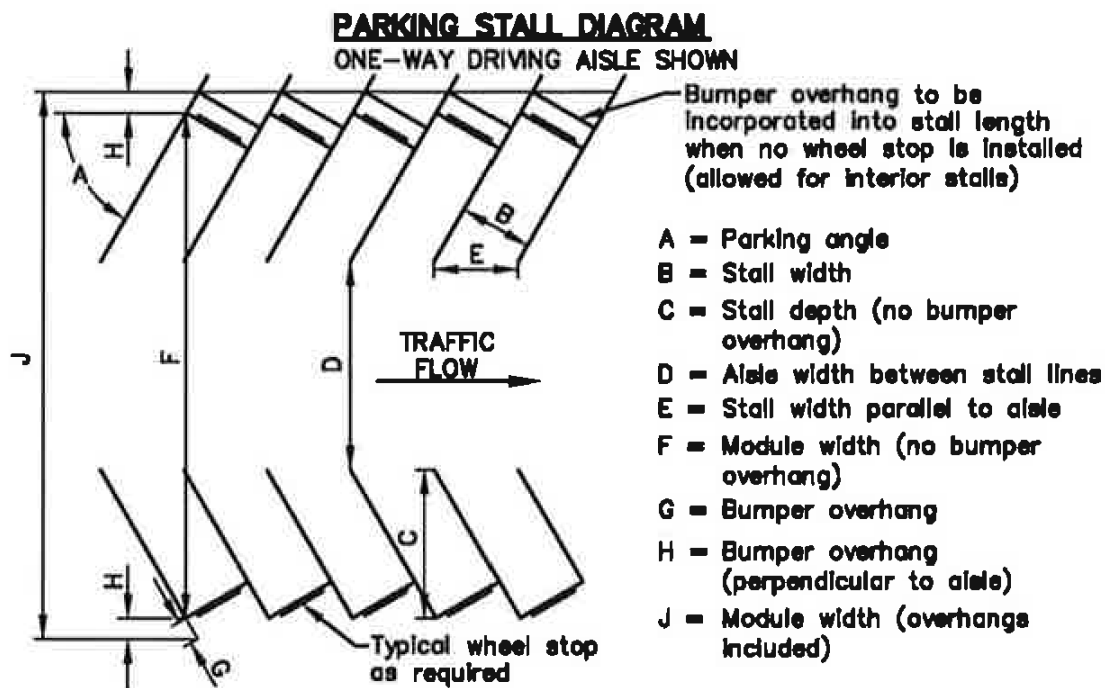 PARKING STALL DIAGRAM
ONE-WAY DRIVING AISLE SHOWN
Bumper overhang to be
incorporated into stall length
when no wheel stop is installed
(allowed for interior stalls)
H
A
B
E
J
F
D
TRAFFIC
FLOW
C
H
G
Typical wheel stop
as required
A = Parking angle
B = Stall width
C = Stall depth (no bumper
overhang)
D = Aisle width between stall lines
E = Stall width parallel to aisle
F = Module width (no bumper
overhang)
G = Bumper overhang
H = Bumper overhang
(perpendicular to aisle)
J = Module width (overhangs
included)